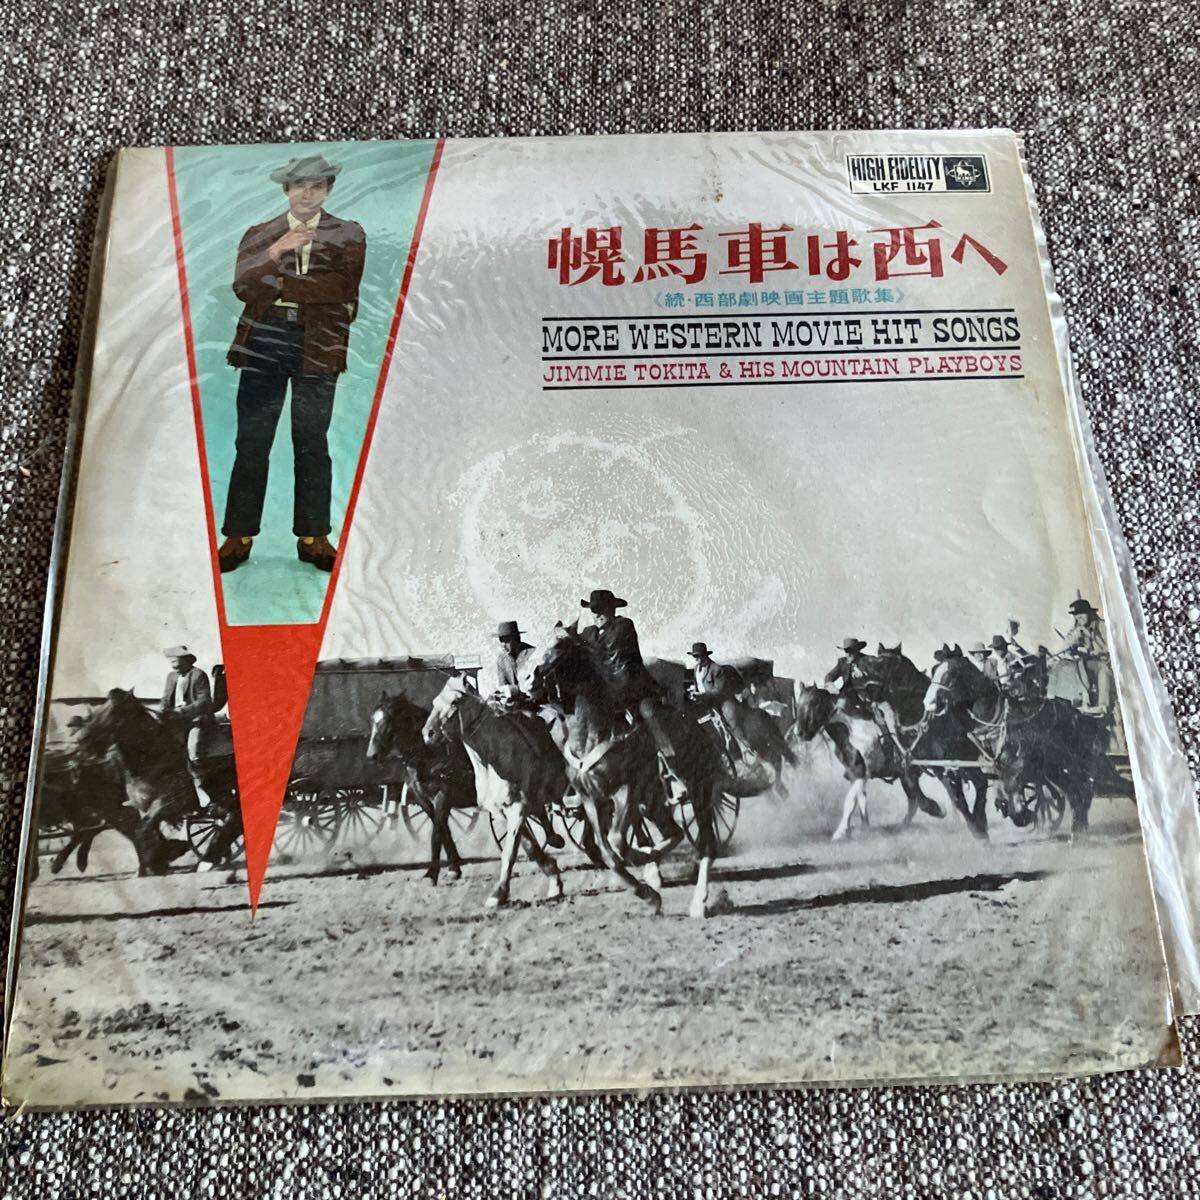 HIGH FIDELITY
LKF 1147
幌馬車は西へ
《続・西部劇映画主題歌集》
MORE WESTERN MOVIE HIT SONGS
JIMMIE TOKITA & HIS MOUNTAIN PLAYBOYS